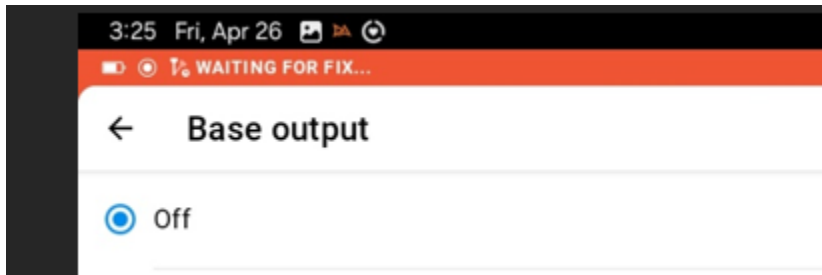 3:25 Fri, Apr 26
WAITING FOR FIX...
Base output
Off